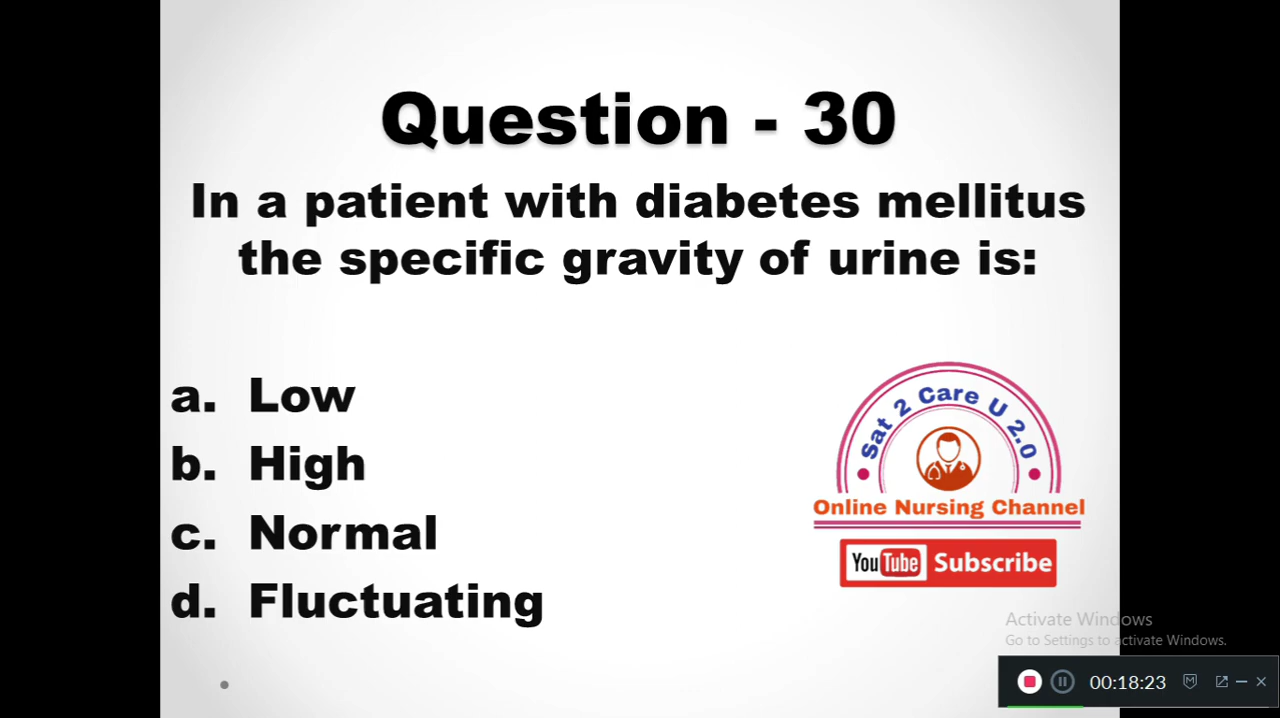 Question - 30
In a patient with diabetes mellitus
the specific gravity of urine is:
a. Low
b. High
c. Normal
d. Fluctuating
Sat 2 Care U 2.0
Online Nursing Channel
YouTube Subscribe
Activate Windows
Go to Settings to activate Windows.
00:18:23